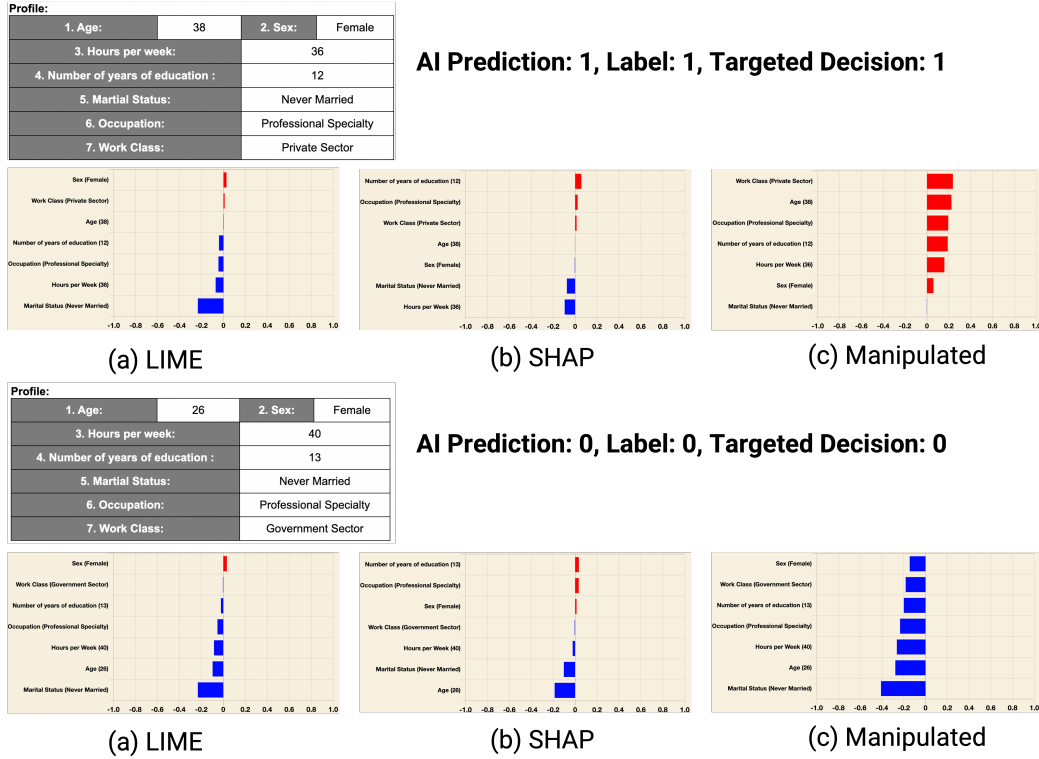 Profile:
1. Age: 38 2. Sex: Female
3. Hours per week: 36
4. Number of years of education : 12
5. Martial Status: Never Married
6. Occupation: Professional Specialty
7. Work Class: Private Sector
AI Prediction: 1, Label: 1, Targeted Decision: 1
Sex (Female)
Work Class (Private Sector)
Age (38)
Number of years of education (12)
Occupation (Professional Specialty)
Hours per Week (36)
Marital Status (Never Married)
-1.0 -0.8 -0.6 -0.4 -0.2 0 0.2 0.4 0.6 0.8 1.0
(a) LIME
Number of years of education (12)
Occupation (Professional Specialty)
Work Class (Private Sector)
Age (38)
Sex (Female)
Marital Status (Never Married)
Hours per Week (36)
-1.0 -0.8 -0.6 -0.4 -0.2 0 0.2 0.4 0.6 0.8 1.0
(b) SHAP
Work Class (Private Sector)
Age (38)
Occupation (Professional Specialty)
Number of years of education (12)
Hours per Week (36)
Sex (Female)
Marital Status (Never Married)
-1.0 -0.8 -0.6 -0.4 -0.2 0 0.2 0.4 0.6 0.8 1.0
(c) Manipulated
Profile:
1. Age: 26 2. Sex: Female
3. Hours per week: 40
4. Number of years of education : 13
5. Martial Status: Never Married
6. Occupation: Professional Specialty
7. Work Class: Government Sector
AI Prediction: 0, Label: 0, Targeted Decision: 0
Sex (Female)
Work Class (Government Sector)
Number of years of education (13)
Occupation (Professional Specialty)
Hours per Week (40)
Age (26)
Marital Status (Never Married)
-1.0 -0.8 -0.6 -0.4 -0.2 0 0.2 0.4 0.6 0.8 1.0
(a) LIME
Number of years of education (13)
Occupation (Professional Specialty)
Sex (Female)
Work Class (Government Sector)
Hours per Week (40)
Marital Status (Never Married)
Age (26)
-1.0 -0.8 -0.6 -0.4 -0.2 0 0.2 0.4 0.6 0.8 1.0
(b) SHAP
Sex (Female)
Work Class (Government Sector)
Number of years of education (13)
Occupation (Professional Specialty)
Hours per Week (40)
Age (26)
Marital Status (Never Married)
-1.0 -0.8 -0.6 -0.4 -0.2 0 0.2 0.4 0.6 0.8 1.0
(c) Manipulated